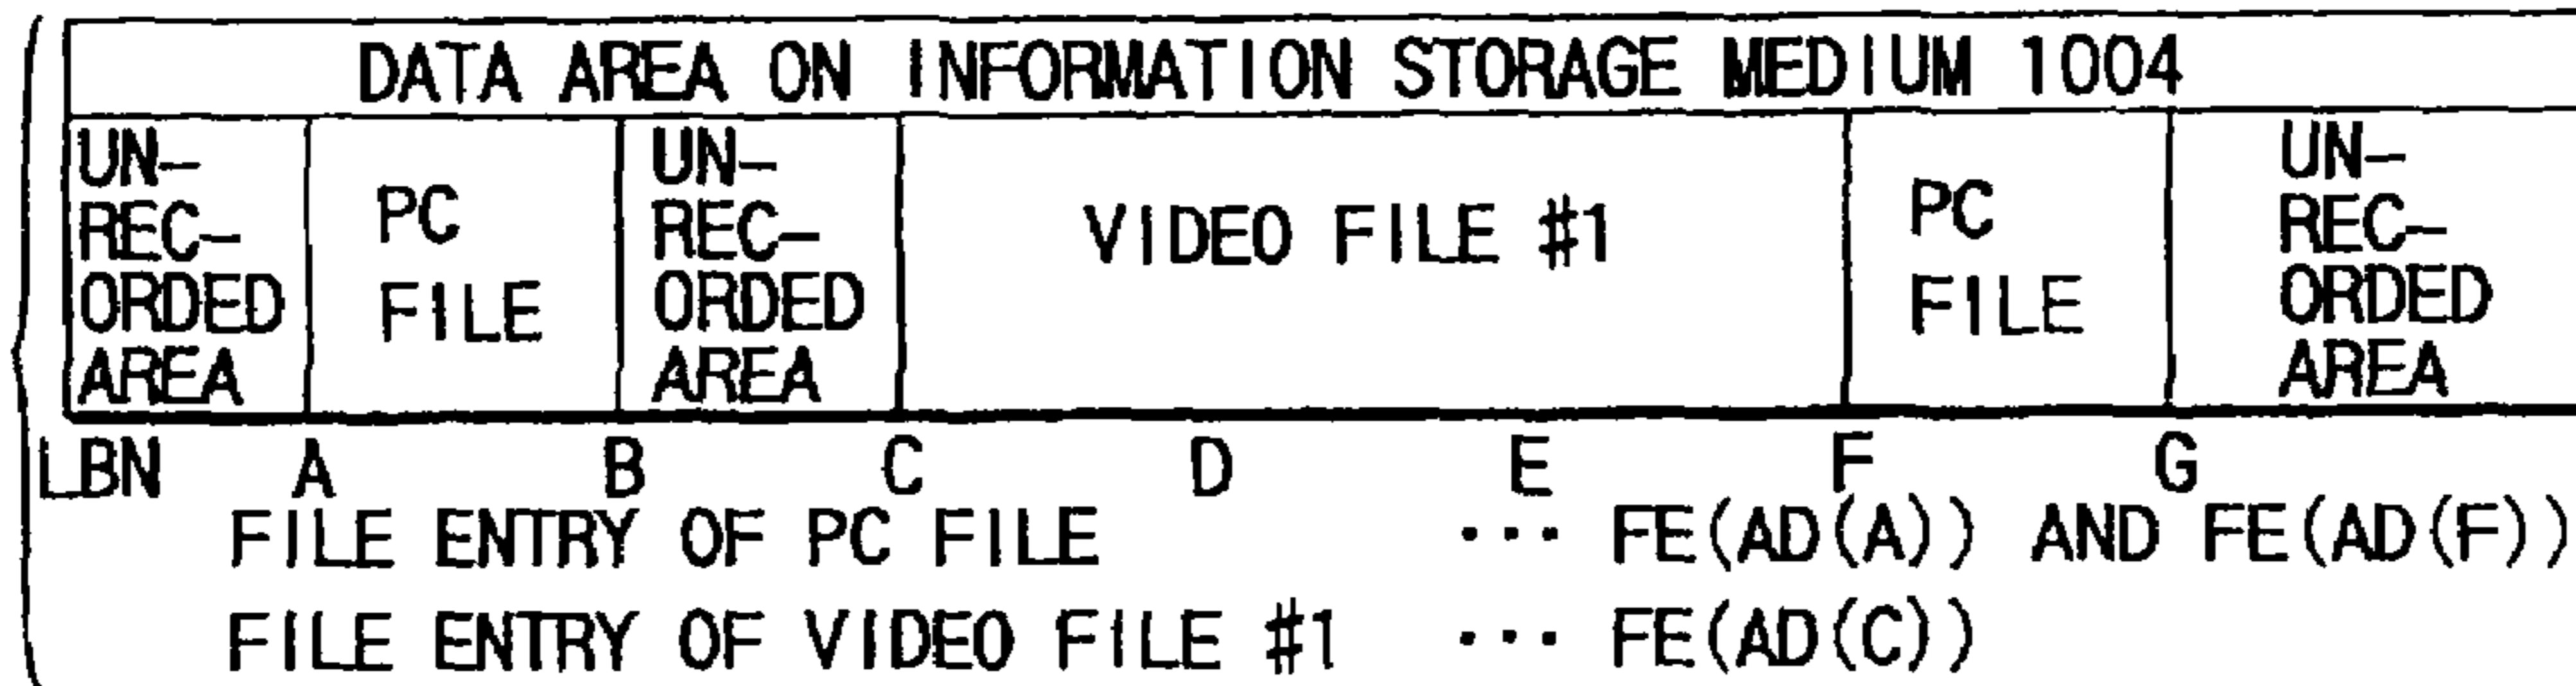 DATA AREA ON INFORMATION STORAGE MEDIUM 1004
UN-
REC-
ORDED
AREA
PC
FILE
UN-
REC-
ORDED
AREA
VIDEO FILE #1
PC
FILE
UN-
REC-
ORDED
AREA
LBN A B C D E F G
FILE ENTRY OF PC FILE ··· FE(AD(A)) AND FE(AD(F))
FILE ENTRY OF VIDEO FILE #1 ··· FE(AD(C))